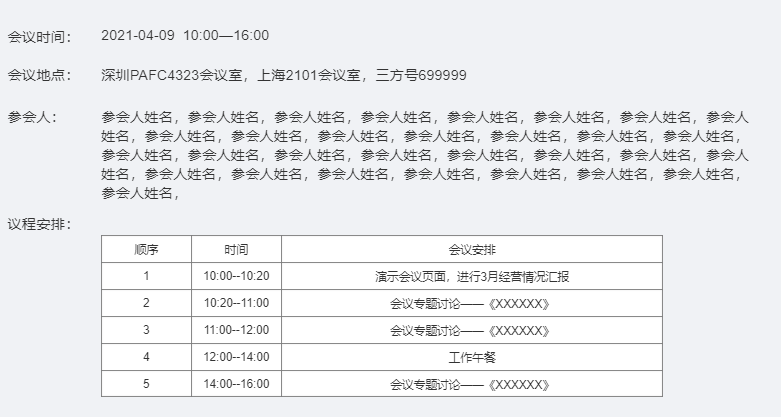 会议时间： 2021-04-09 10:00—16:00
会议地点： 深圳PAFC4323会议室，上海2101会议室，三方号699999
参会人： 参会人姓名，参会人姓名，参会人姓名，参会人姓名，参会人姓名，参会人姓名，参会人姓名，参会人
姓名，参会人姓名，参会人姓名，参会人姓名，参会人姓名，参会人姓名，参会人姓名，参会人姓名，
参会人姓名，参会人姓名，参会人姓名，参会人姓名，参会人姓名，参会人姓名，参会人姓名，参会人
姓名，参会人姓名，参会人姓名，参会人姓名，参会人姓名，参会人姓名，参会人姓名，参会人姓名，
参会人姓名，
议程安排：
顺序 时间 会议安排
1 10:00--10:20 演示会议页面，进行3月经营情况汇报
2 10:20--11:00 会议专题讨论——《XXXXXX》
3 11:00--12:00 会议专题讨论——《XXXXXX》
4 12:00--14:00 工作午餐
5 14:00--16:00 会议专题讨论——《XXXXXX》